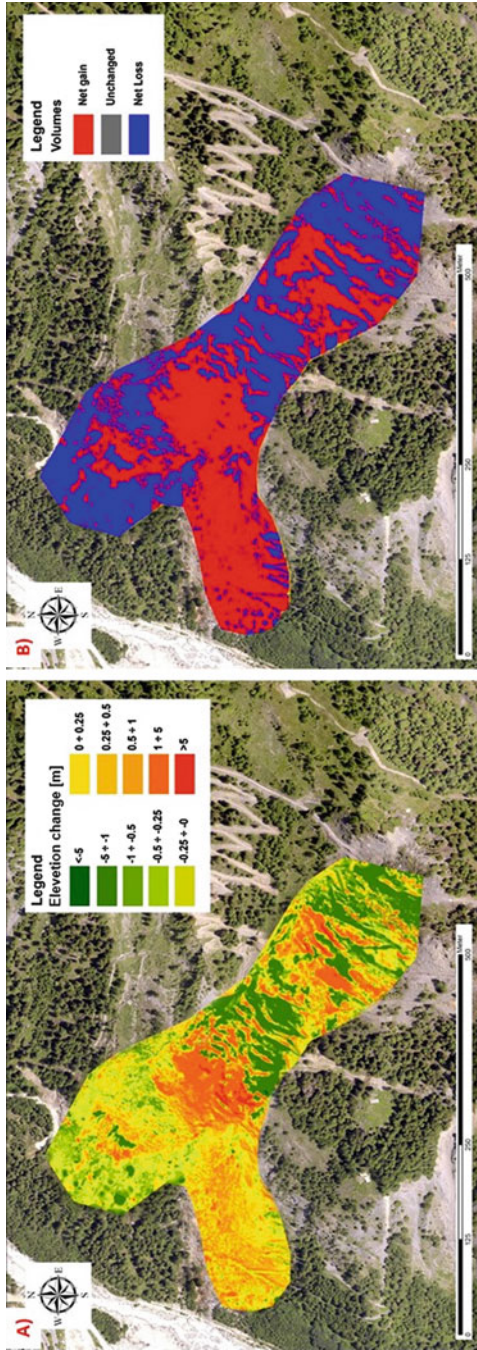 A)
N
W E
S
Legend
Elevetion change [m]
<-5
-5 ÷ -1
-1 ÷ -0.5
-0.5 ÷ -0.25
-0.25 ÷ -0
0 ÷ 0.25
0.25 ÷ 0.5
0.5 ÷ 1
1 ÷ 5
>5
0 125 250 500
Meter
B)
N
W E
S
Legend
Volumes
Net gain
Unchanged
Net Loss
0 125 250 500
Meter